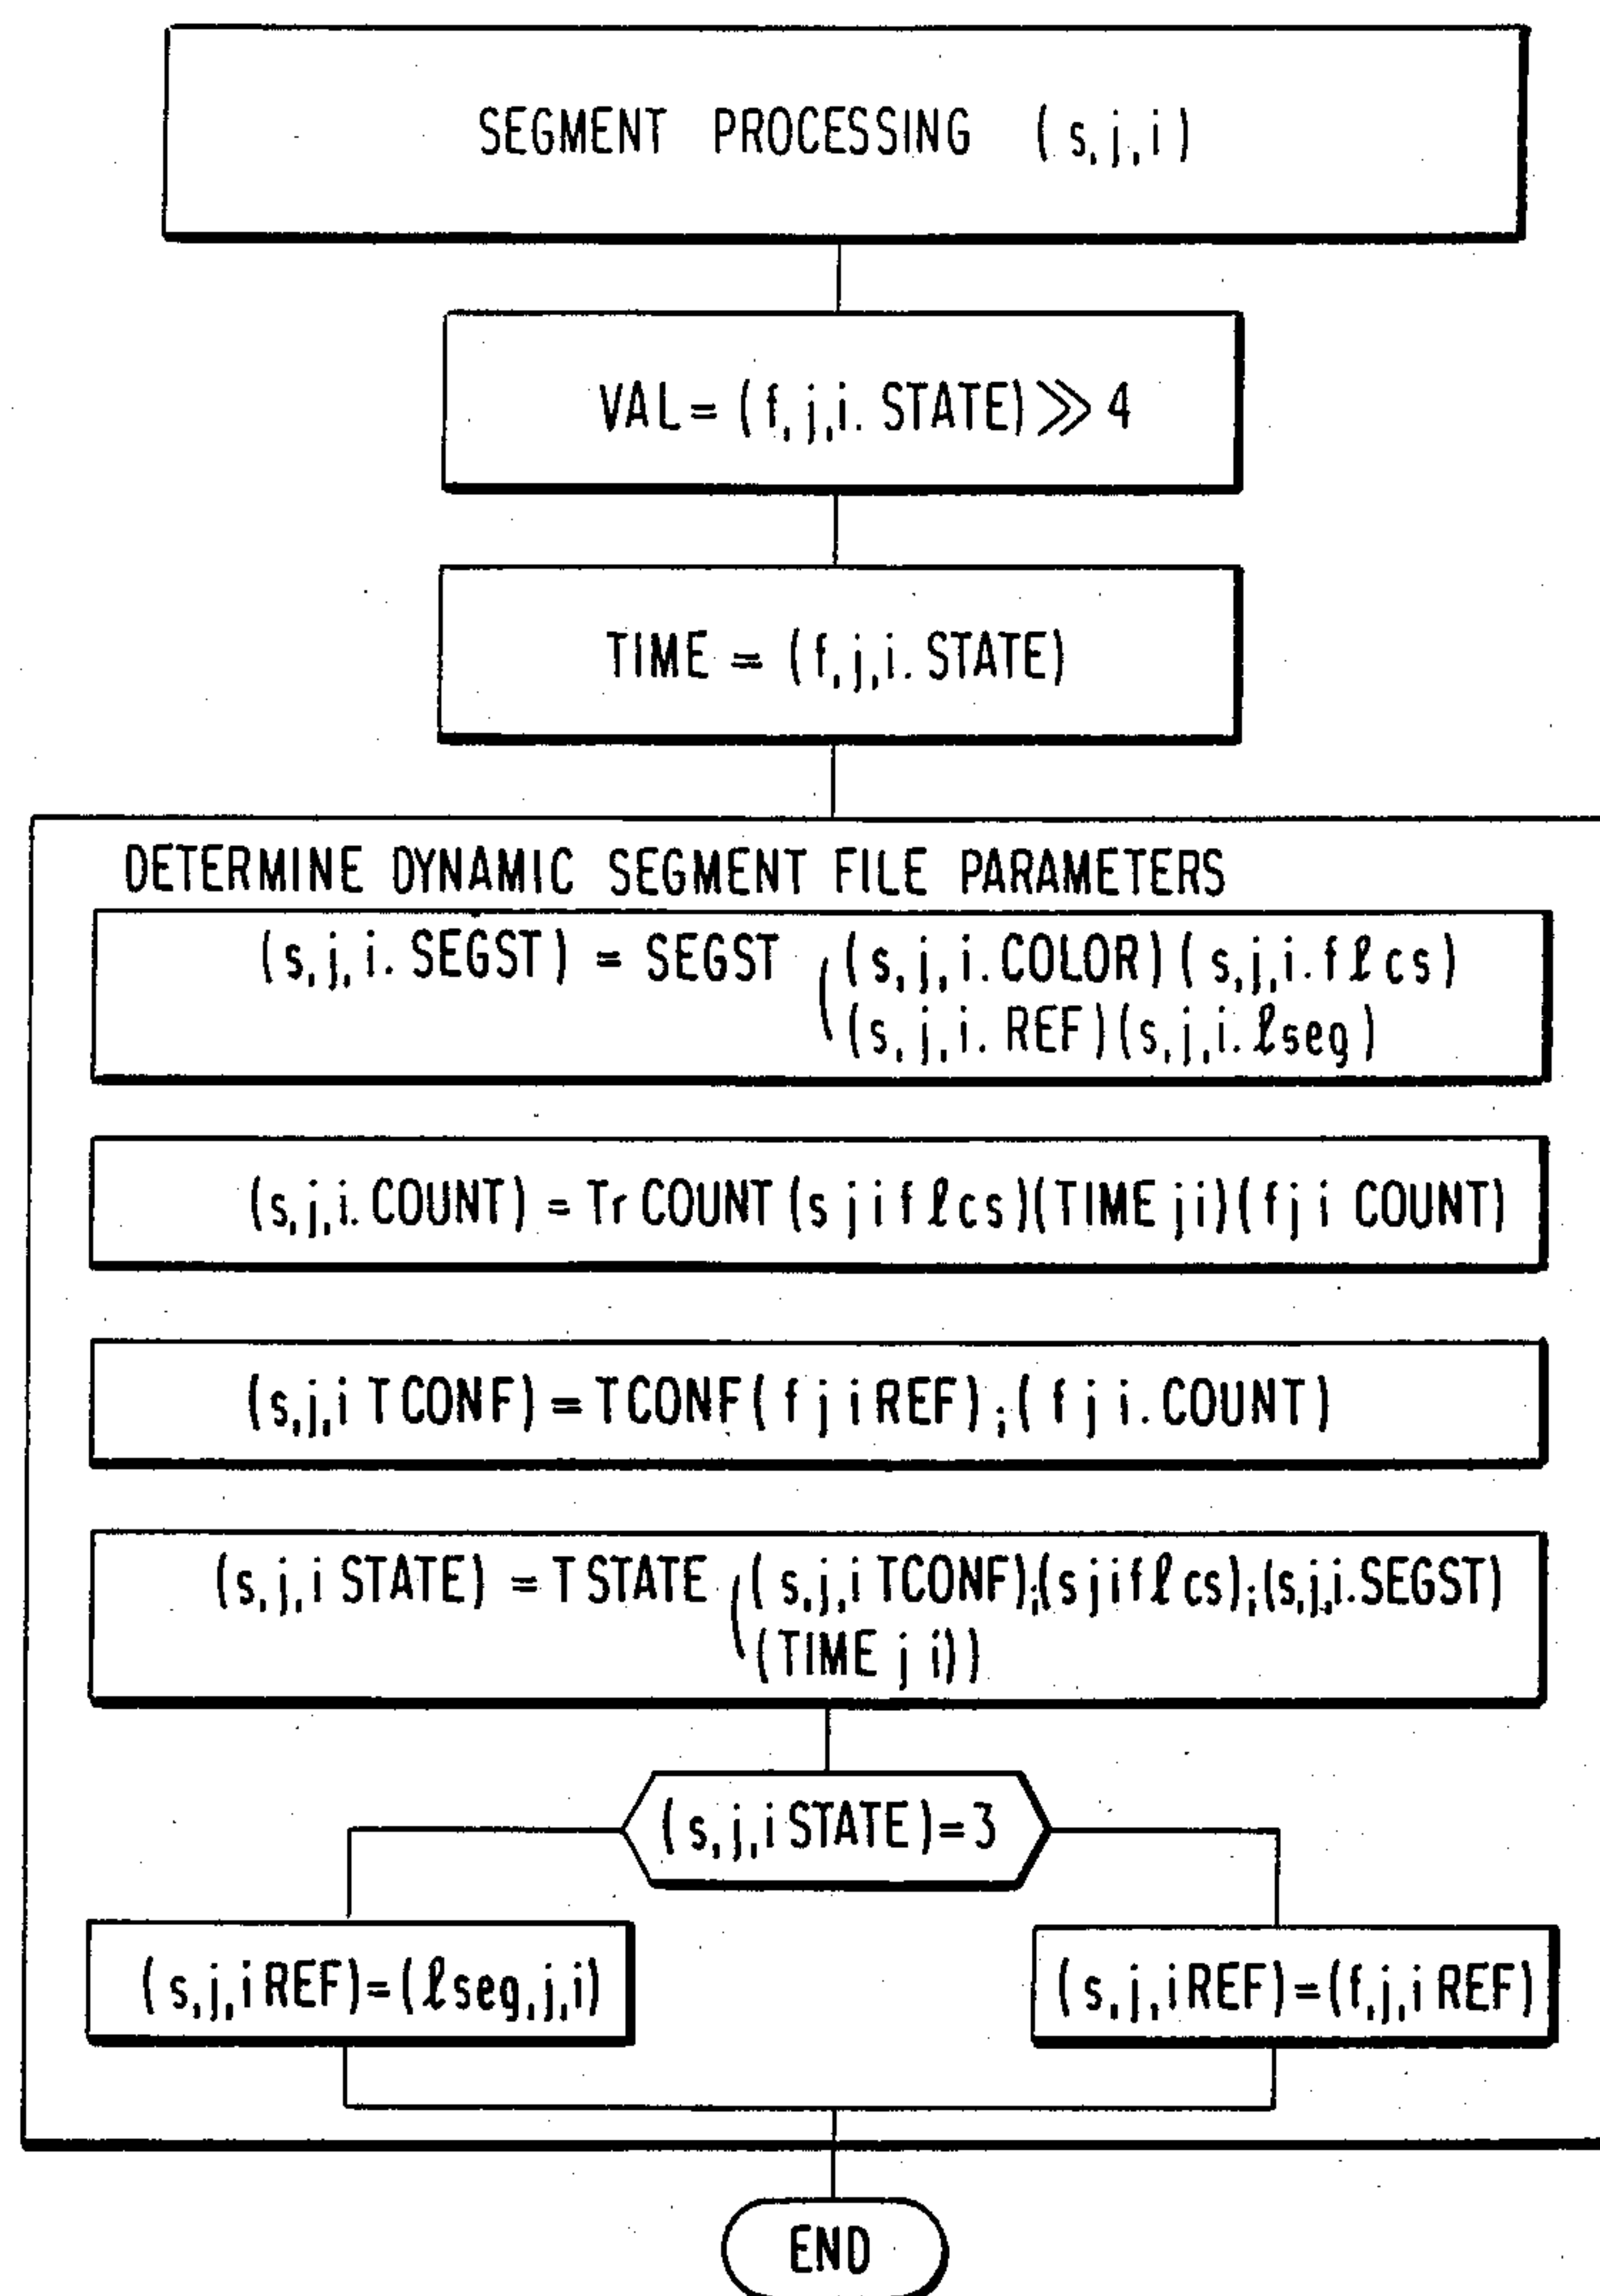 SEGMENT PROCESSING (s,j,i)
VAL=(f,j,i.STATE)≫4
TIME = (f,j,i.STATE)
DETERMINE DYNAMIC SEGMENT FILE PARAMETERS
(s,j,i.SEGST) = SEGST ((s,j,i.COLOR)(s,j,i.fℓcs)
(s,j,i.REF)(s,j,i.ℓseg)
(s,j,i.COUNT) = Tr COUNT (s j i f ℓcs)(TIME j i)(f j i COUNT)
(s,j,i TCONF) = TCONF( f j i REF);( f j i.COUNT)
(s,j,i STATE) = T STATE ((s,j,i TCONF);(s j i f ℓcs);(s,j,i.SEGST)
(TIME j i))
(s,j,i STATE)=3
(s,j,i REF)=(ℓseg,j,i)
(s,j,i REF)=(f,j,i REF)
END